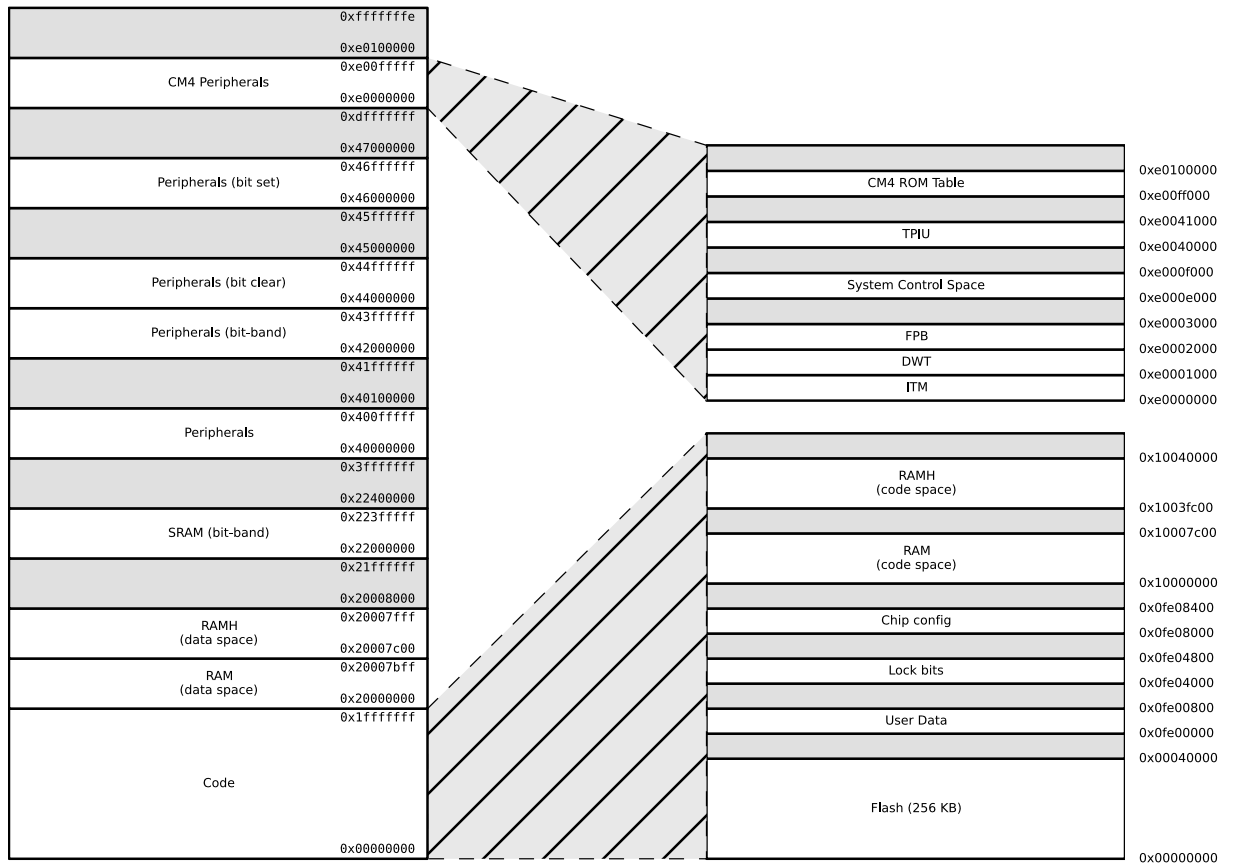 0xfffffffe
0xe0100000
0xe00fffff
CM4 Peripherals
0xe0000000
0xdfffffff
0x47000000
0x46ffffff
Peripherals (bit set)
0x46000000
0x45ffffff
0x45000000
0x44ffffff
Peripherals (bit clear)
0x44000000
0x43ffffff
Peripherals (bit-band)
0x42000000
0x41ffffff
0x40100000
0x400fffff
Peripherals
0x40000000
0x3fffffff
0x22400000
0x223fffff
SRAM (bit-band)
0x22000000
0x21ffffff
0x20008000
0x20007fff
RAMH
(data space)
0x20007c00
0x20007bff
RAM
(data space)
0x20000000
0x1fffffff
Code
0x00000000
0xe0100000
CM4 ROM Table
0xe00ff000
0xe0041000
TPIU
0xe0040000
0xe000f000
System Control Space
0xe000e000
0xe0003000
FPB
0xe0002000
DWT
0xe0001000
ITM
0xe0000000
0x10040000
RAMH
(code space)
0x1003fc00
0x10007c00
RAM
(code space)
0x10000000
0x0fe08400
Chip config
0x0fe08000
0x0fe04800
Lock bits
0x0fe04000
0x0fe00800
User Data
0x0fe00000
0x00040000
Flash (256 KB)
0x00000000